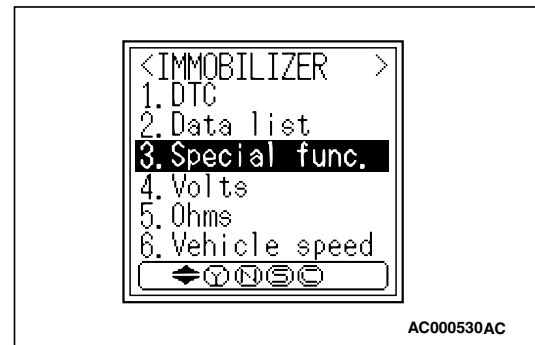 <IMMOBILIZER >
1.DTC
2.Data list
3.Special func.
4.Volts
5.Ohms
6.Vehicle speed
Y N S C
AC000530AC